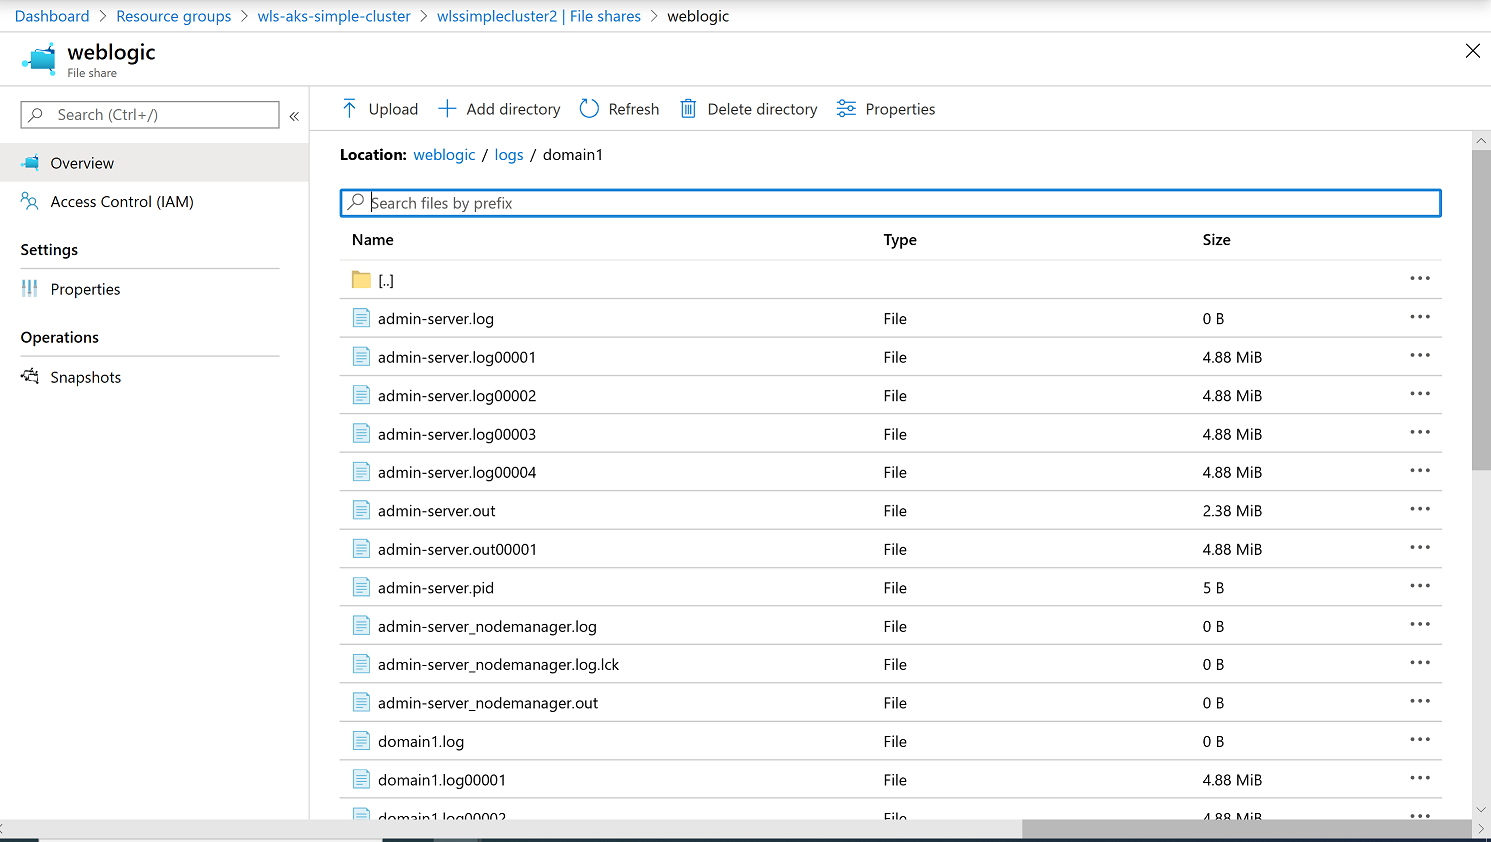 Dashboard > Resource groups > wls-aks-simple-cluster > wlssimplecluster2 | File shares > weblogic
weblogic
File share
Search (Ctrl+/) «
Overview
Access Control (IAM)
Settings
Properties
Operations
Snapshots
Upload Add directory Refresh Delete directory Properties
Location: weblogic / logs / domain1
Search files by prefix
Name Type Size
[..] •••
admin-server.log File 0 B •••
admin-server.log00001 File 4.88 MiB •••
admin-server.log00002 File 4.88 MiB •••
admin-server.log00003 File 4.88 MiB •••
admin-server.log00004 File 4.88 MiB •••
admin-server.out File 2.38 MiB •••
admin-server.out00001 File 4.88 MiB •••
admin-server.pid File 5 B •••
admin-server_nodemanager.log File 0 B •••
admin-server_nodemanager.log.lck File 0 B •••
admin-server_nodemanager.out File 0 B •••
domain1.log File 0 B •••
domain1.log00001 File 4.88 MiB •••
domain1.log00002 File 4.88 MiB •••